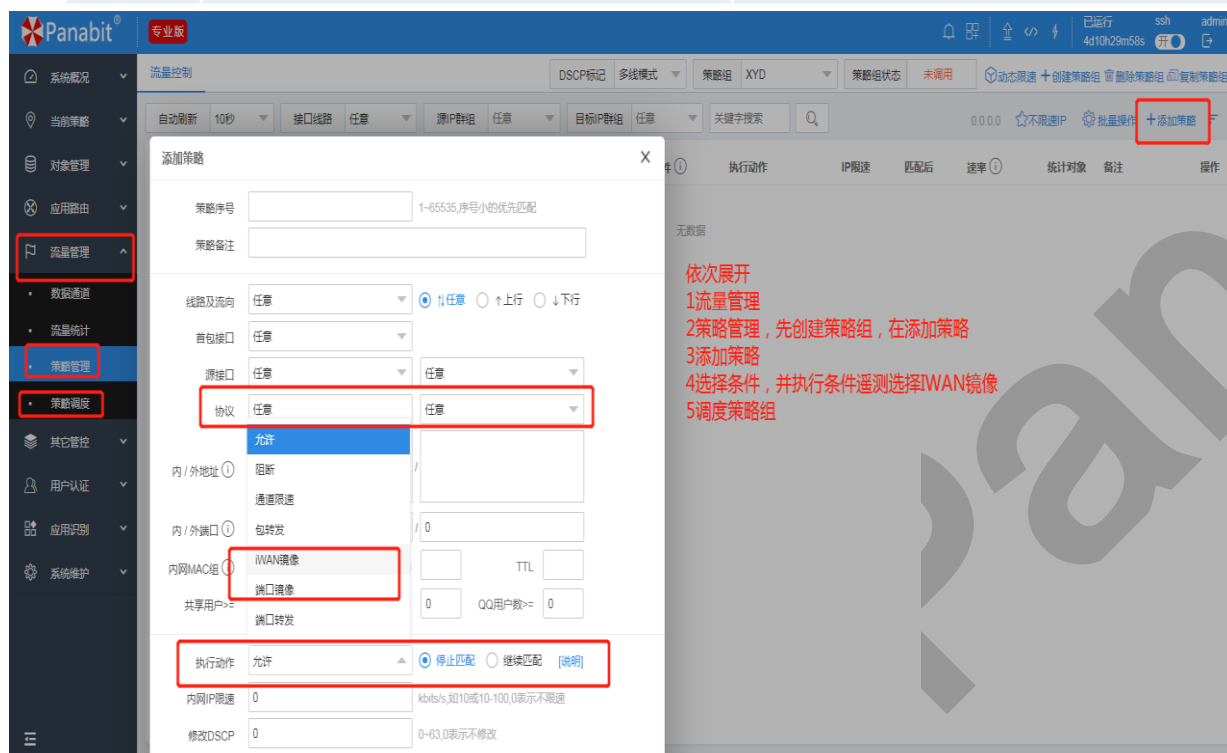 Panabit®
专业版
已运行
4d10h29m58s
ssh
开
admin
系统概况
当前策略
对象管理
应用路由
流量管理
数据通道
流量统计
策略管理
策略调度
其它管控
用户认证
应用识别
系统维护
流量控制
DSCP标记 多线模式
策略组 XYD
策略组状态 未调用
动态限速 +创建策略组 删除策略组 复制策略组
自动刷新 10秒
接口线路 任意
源IP群组 任意
目标IP群组 任意
关键字搜索
0.0.0.0 不限速IP 批量操作 +添加策略
件 执行动作 IP限速 匹配后 速率 统计对象 备注 操作
无数据
添加策略 X
策略序号 1~65535,序号小的优先匹配
策略备注
线路及流向 任意 ⇅任意 ↑上行 ↓下行
首包接口 任意
源接口 任意 任意
协议 任意 任意
允许
阻断
通道限速
包转发
iWAN镜像
端口镜像
端口转发
内 / 外地址 /
内 / 外端口 / 0
内网MAC组 TTL
共享用户>= 0 QQ用户数>= 0
执行动作 允许 停止匹配 继续匹配 [说明]
内网IP限速 0 kbits/s,如10或10-100,0表示不限速
修改DSCP 0 0~63,0表示不修改
依次展开
1流量管理
2策略管理，先创建策略组，在添加策略
3添加策略
4选择条件，并执行条件遥测选择IWAN镜像
5调度策略组
Pana